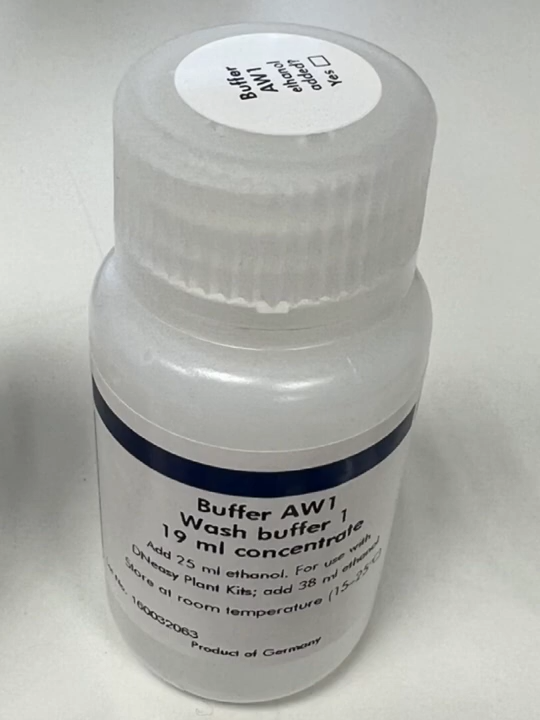 Buffer
AW1
ethanol
added?
Yes
Buffer AW1
Wash buffer 1
19 ml concentrate
Add 25 ml ethanol. For use with
DNeasy Plant Kits; add 38 ml ethanol
Store at room temperature (15–25°C)
160032063
Product of Germany